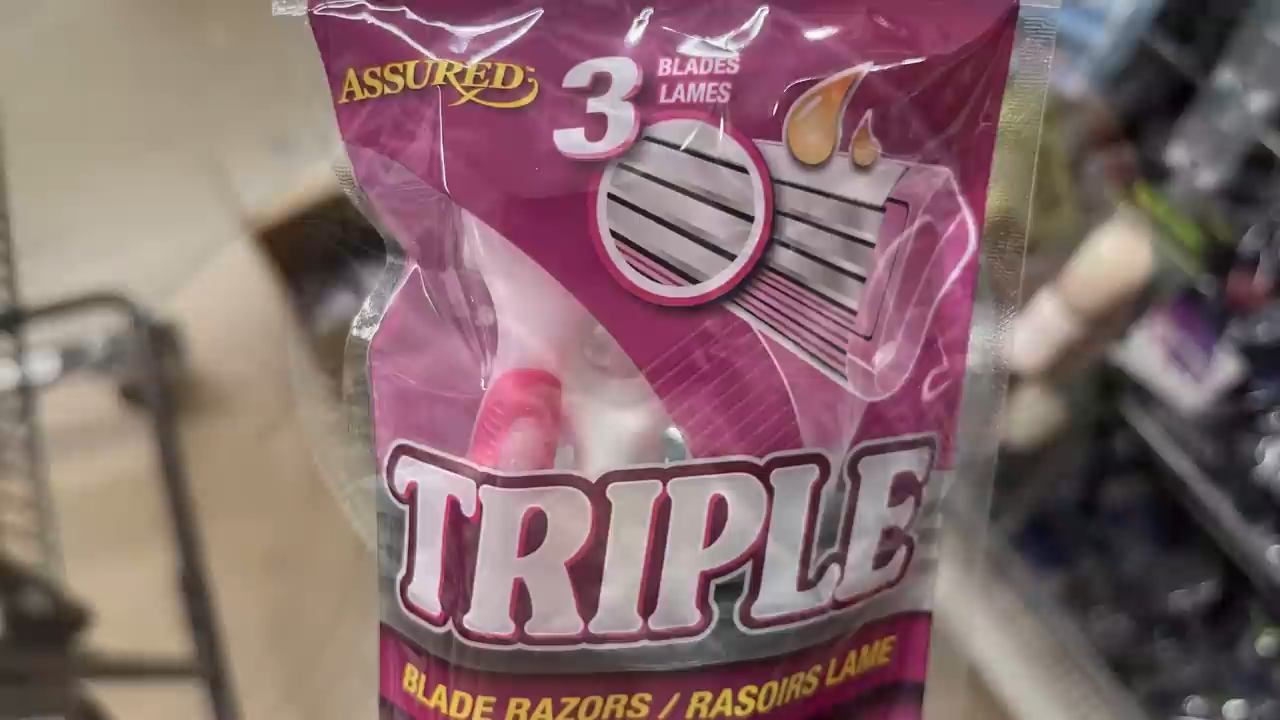 ASSURED
3 BLADES
LAMES
TRIPLE
BLADE RAZORS / RASOIRS LAME